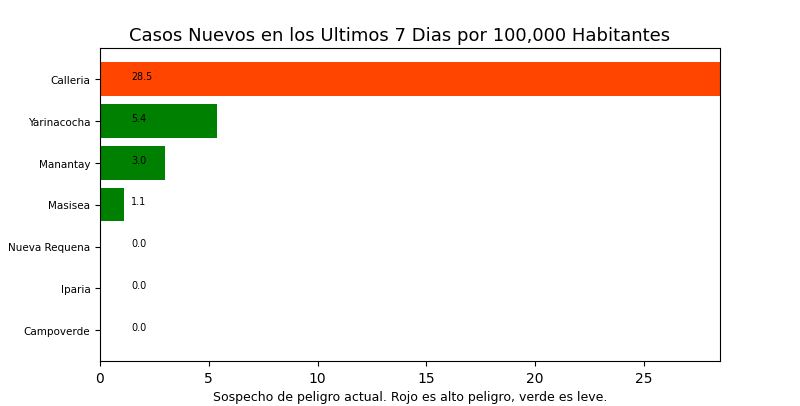 Casos Nuevos en los Ultimos 7 Dias por 100,000 Habitantes
Calleria 28.5
Yarinacocha 5.4
Manantay 3.0
Masisea 1.1
Nueva Requena 0.0
Iparia 0.0
Campoverde 0.0
0 5 10 15 20 25
Sospecho de peligro actual. Rojo es alto peligro, verde es leve.